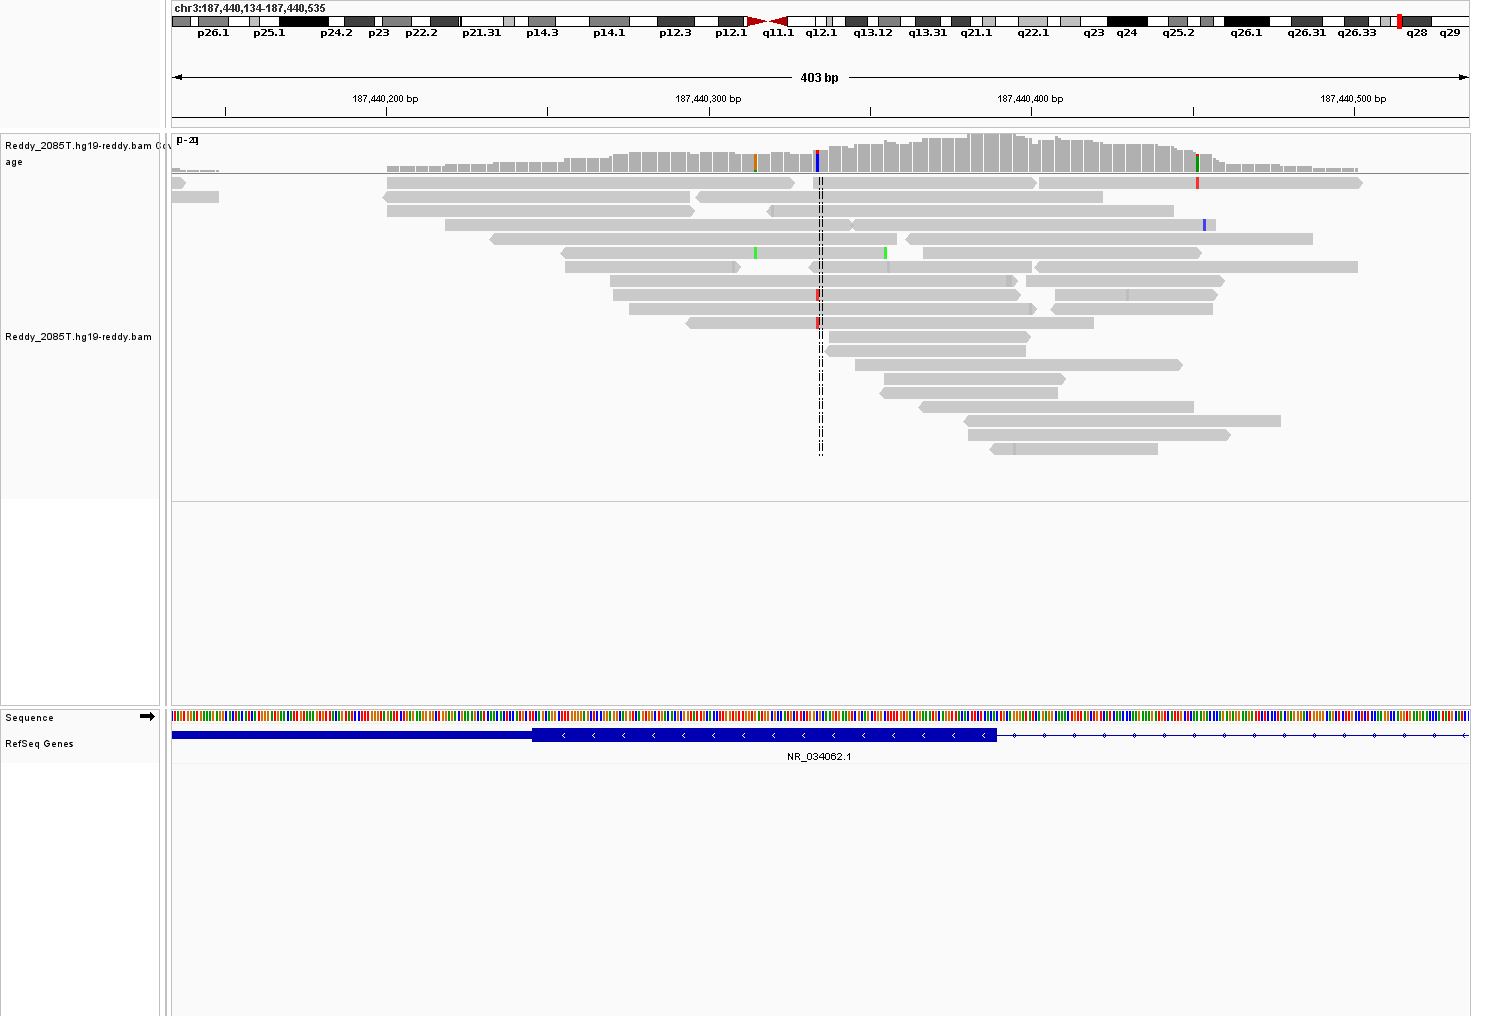 chr3:187,440,134-187,440,535
p26.1 p25.1 p24.2 p23 p22.2 p21.31 p14.3 p14.1 p12.3 p12.1 q11.1 q12.1 q13.12 q13.31 q21.1 q22.1 q23 q24 q25.2 q26.1 q26.31 q26.33 q28 q29
403 bp
187,440,200 bp 187,440,300 bp 187,440,400 bp 187,440,500 bp
Reddy_2085T.hg19-reddy.bam Cov
age
[0 - 20]
Reddy_2085T.hg19-reddy.bam
Sequence
RefSeq Genes
NR_034062.1